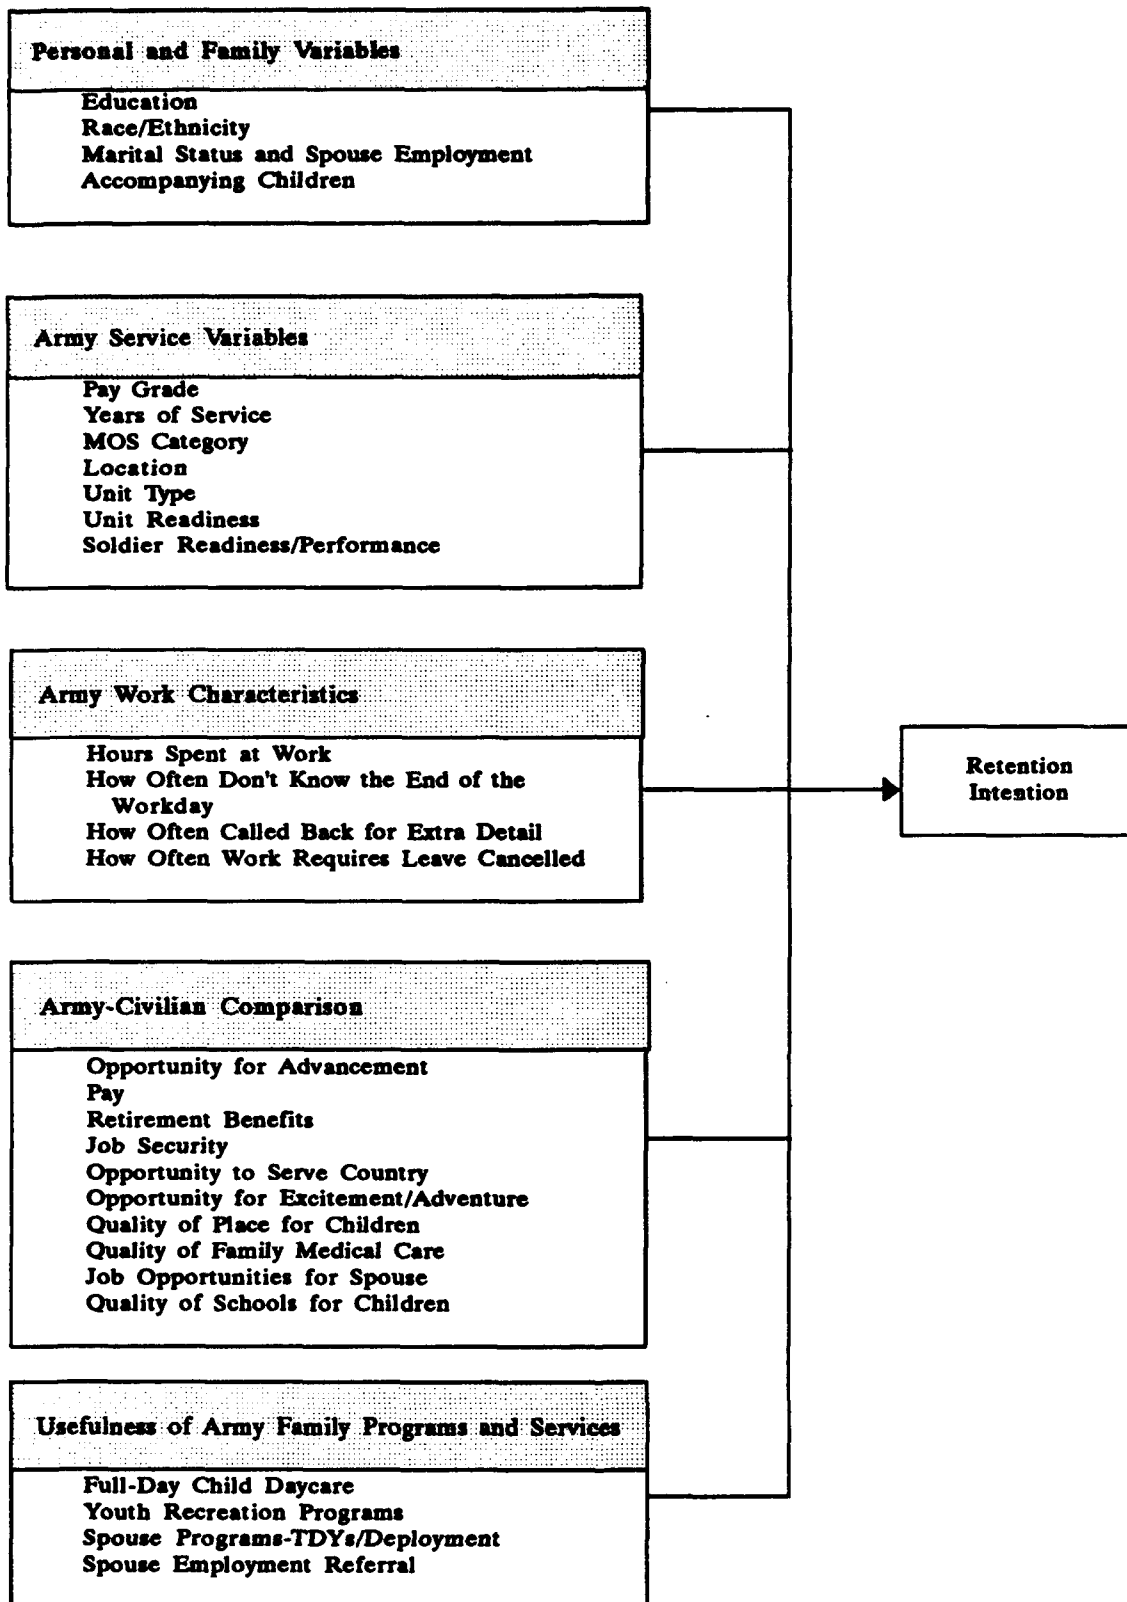 Personal and Family Variables
Education
Race/Ethnicity
Marital Status and Spouse Employment
Accompanying Children
Army Service Variables
Pay Grade
Years of Service
MOS Category
Location
Unit Type
Unit Readiness
Soldier Readiness/Performance
Army Work Characteristics
Hours Spent at Work
How Often Don't Know the End of the
Workday
How Often Called Back for Extra Detail
How Often Work Requires Leave Cancelled
Retention
Intention
Army-Civilian Comparison
Opportunity for Advancement
Pay
Retirement Benefits
Job Security
Opportunity to Serve Country
Opportunity for Excitement/Adventure
Quality of Place for Children
Quality of Family Medical Care
Job Opportunities for Spouse
Quality of Schools for Children
Usefulness of Army Family Programs and Services
Full-Day Child Daycare
Youth Recreation Programs
Spouse Programs-TDYs/Deployment
Spouse Employment Referral